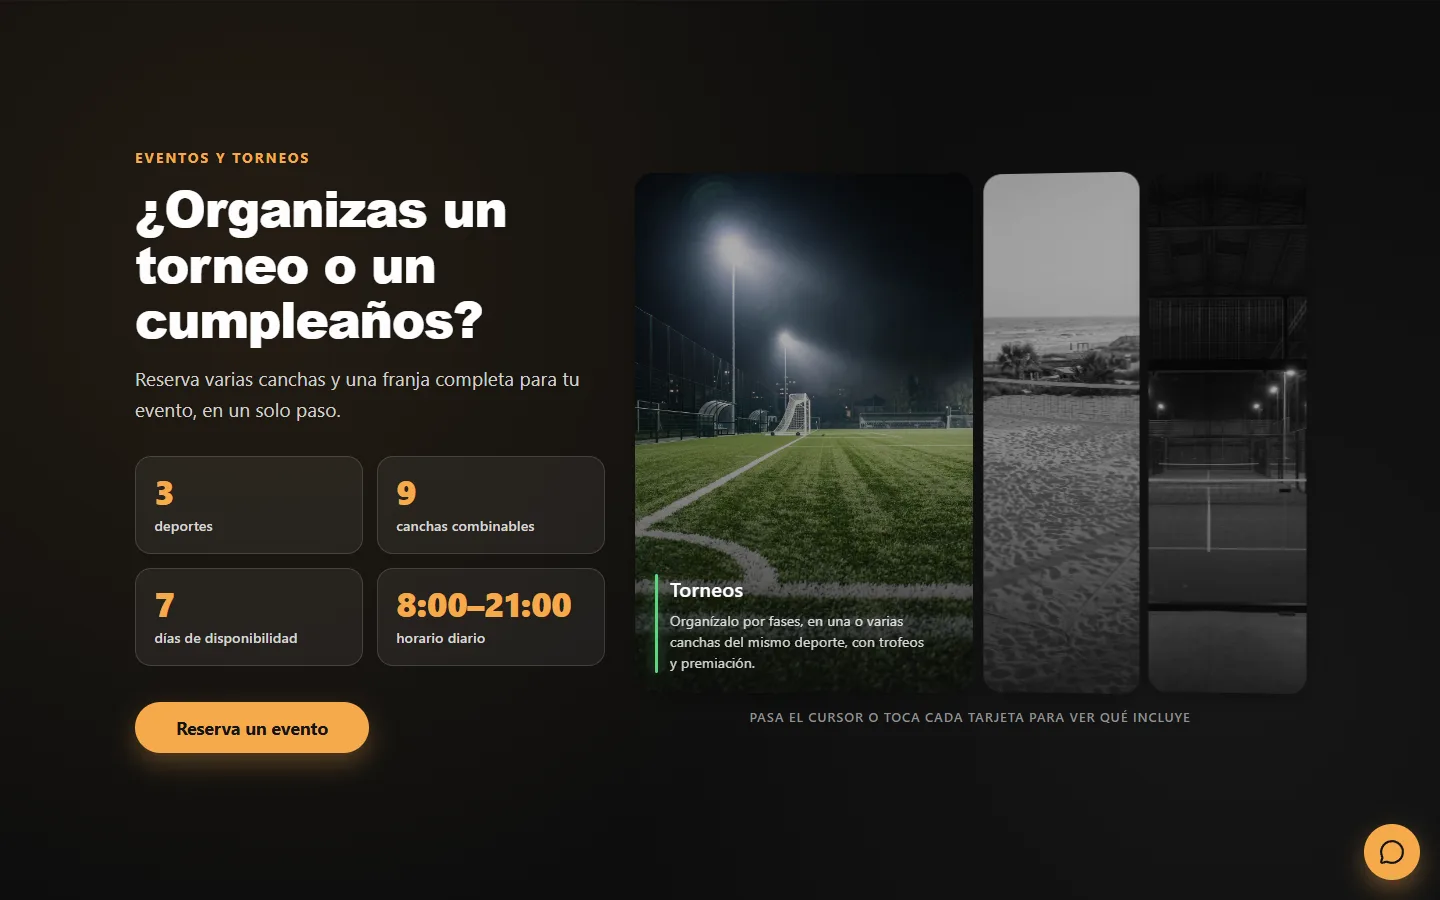 EVENTOS Y TORNEOS
¿Organizas un
torneo o un
cumpleaños?
Reserva varias canchas y una franja completa para tu
evento, en un solo paso.
3
deportes
9
canchas combinables
7
días de disponibilidad
8:00–21:00
horario diario
Reserva un evento
Torneos
Organízalo por fases, en una o varias
canchas del mismo deporte, con trofeos
y premiación.
PASA EL CURSOR O TOCA CADA TARJETA PARA VER QUÉ INCLUYE